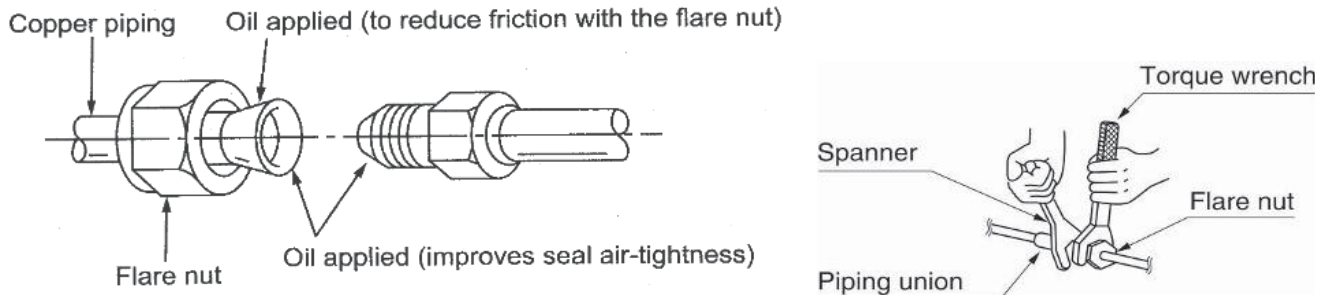 Copper piping
Oil applied (to reduce friction with the flare nut)
Flare nut
Oil applied (improves seal air-tightness)
Torque wrench
Spanner
Flare nut
Piping union